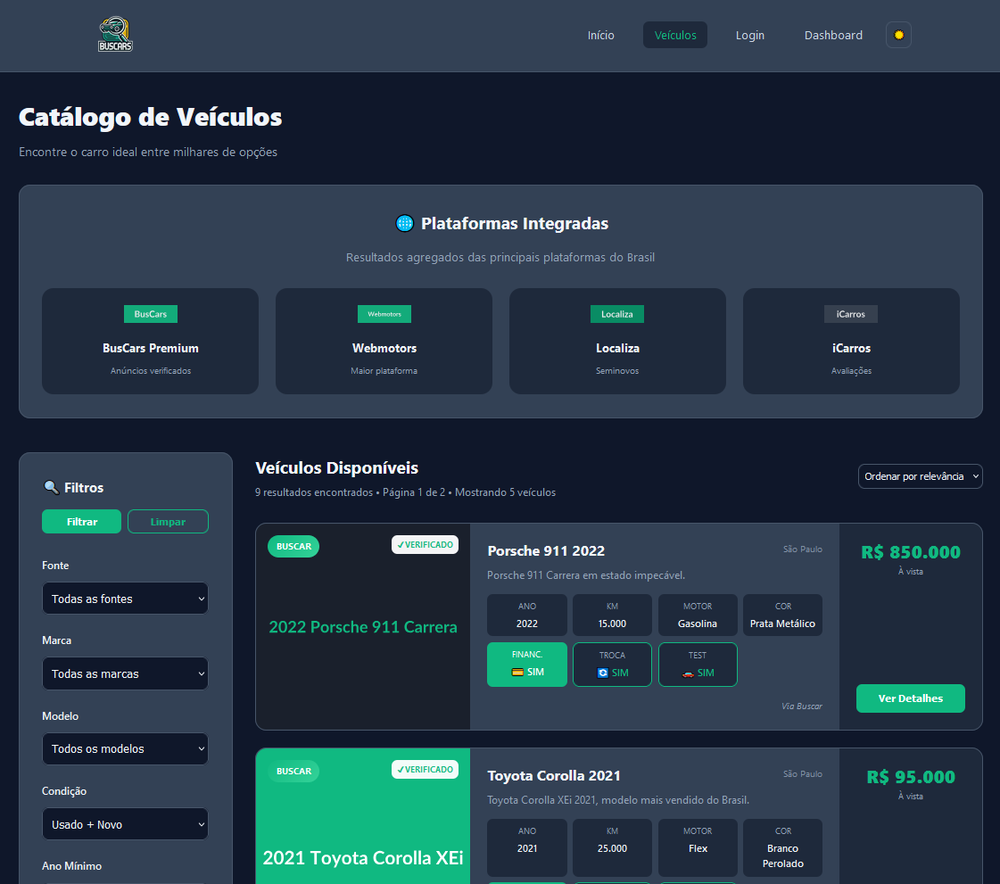 BUSCARS
Início
Veículos
Login
Dashboard
Catálogo de Veículos
Encontre o carro ideal entre milhares de opções
Plataformas Integradas
Resultados agregados das principais plataformas do Brasil
BusCars
BusCars Premium
Anúncios verificados
Webmotors
Webmotors
Maior plataforma
Localiza
Localiza
Seminovos
iCarros
iCarros
Avaliações
Filtros
Filtrar
Limpar
Fonte
Todas as fontes
Marca
Todas as marcas
Modelo
Todos os modelos
Condição
Usado + Novo
Ano Mínimo
Veículos Disponíveis
9 resultados encontrados • Página 1 de 2 • Mostrando 5 veículos
Ordenar por relevância
BUSCAR
✓VERIFICADO
2022 Porsche 911 Carrera
Porsche 911 2022
São Paulo
Porsche 911 Carrera em estado impecável.
ANO
2022
KM
15.000
MOTOR
Gasolina
COR
Prata Metálico
FINANC.
SIM
TROCA
SIM
TEST
SIM
Via Buscar
R$ 850.000
À vista
Ver Detalhes
BUSCAR
✓VERIFICADO
2021 Toyota Corolla XEi
Toyota Corolla 2021
São Paulo
Toyota Corolla XEi 2021, modelo mais vendido do Brasil.
ANO
2021
KM
25.000
MOTOR
Flex
COR
Branco
Perolado
R$ 95.000
À vista